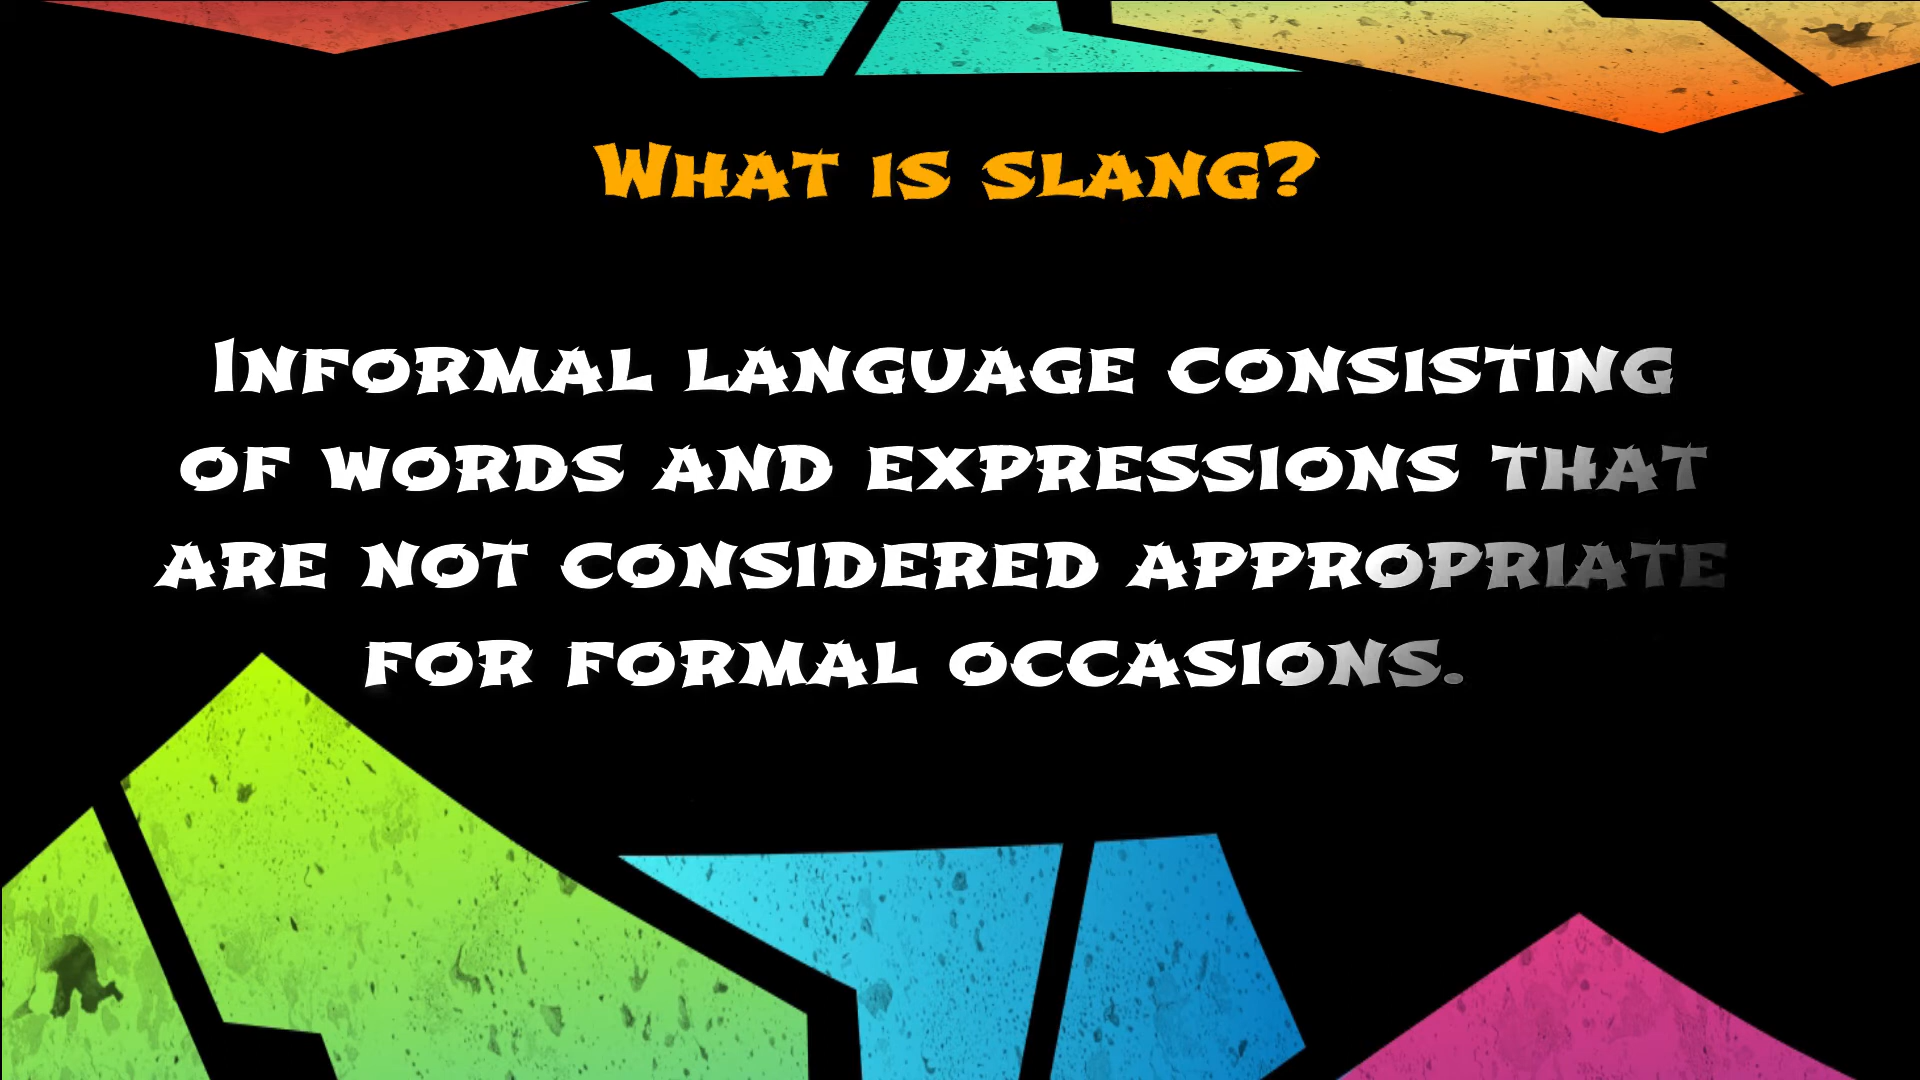 What is slang?
Informal language consisting
of words and expressions that
are not considered appropriate
for formal occasions.